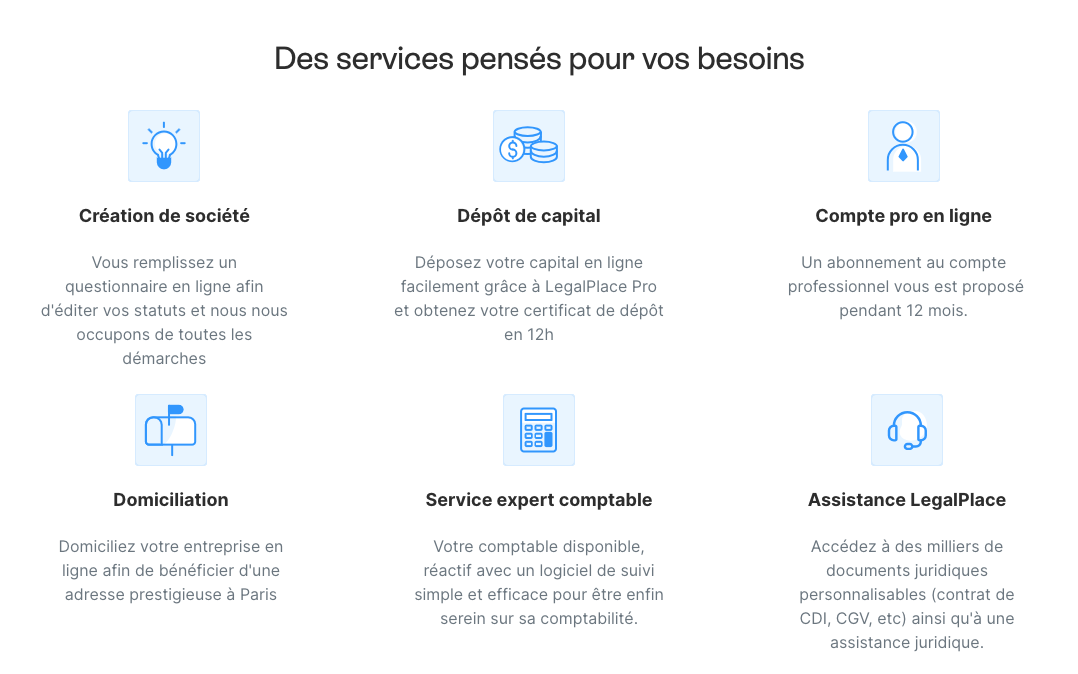 Des services pensés pour vos besoins
Création de société
Vous remplissez un
questionnaire en ligne afin
d'éditer vos statuts et nous nous
occupons de toutes les
démarches
Dépôt de capital
Déposez votre capital en ligne
facilement grâce à LegalPlace Pro
et obtenez votre certificat de dépôt
en 12h
Compte pro en ligne
Un abonnement au compte
professionnel vous est proposé
pendant 12 mois.
Domiciliation
Domiciliez votre entreprise en
ligne afin de bénéficier d'une
adresse prestigieuse à Paris
Service expert comptable
Votre comptable disponible,
réactif avec un logiciel de suivi
simple et efficace pour être enfin
serein sur sa comptabilité.
Assistance LegalPlace
Accédez à des milliers de
documents juridiques
personnalisables (contrat de
CDI, CGV, etc) ainsi qu'à une
assistance juridique.